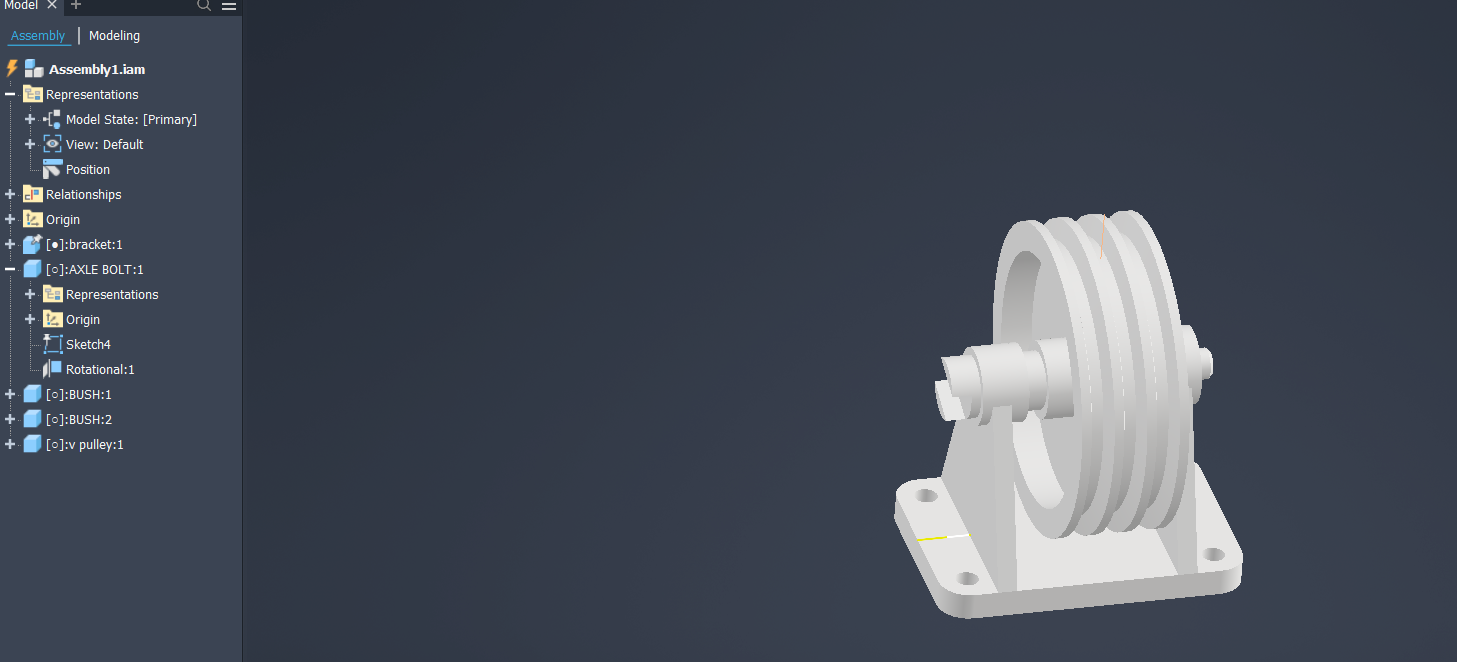 Model
Assembly | Modeling
Assembly1.iam
Representations
Model State: [Primary]
View: Default
Position
Relationships
Origin
[●]:bracket:1
[○]:AXLE BOLT:1
Representations
Origin
Sketch4
Rotational:1
[○]:BUSH:1
[○]:BUSH:2
[○]:v pulley:1